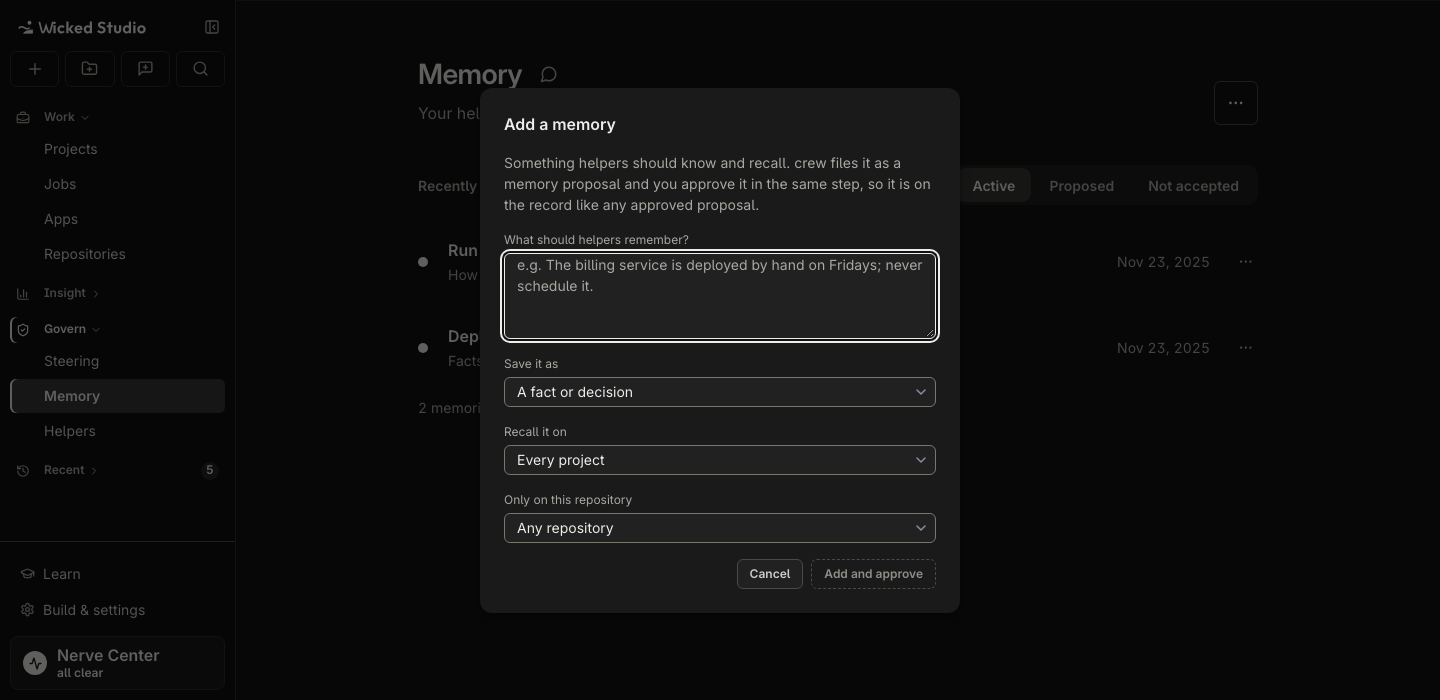 Wicked Studio
Work
Projects
Jobs
Apps
Repositories
Insight
Govern
Steering
Memory
Helpers
Recent
5
Learn
Build & settings
Nerve Center
all clear
Memory
Your hel
Recently
Active
Proposed
Not accepted
Run
How
Nov 23, 2025
Dep
Facts
Nov 23, 2025
2 memori
Add a memory
Something helpers should know and recall. crew files it as a
memory proposal and you approve it in the same step, so it is on
the record like any approved proposal.
What should helpers remember?
e.g. The billing service is deployed by hand on Fridays; never
schedule it.
Save it as
A fact or decision
Recall it on
Every project
Only on this repository
Any repository
Cancel
Add and approve